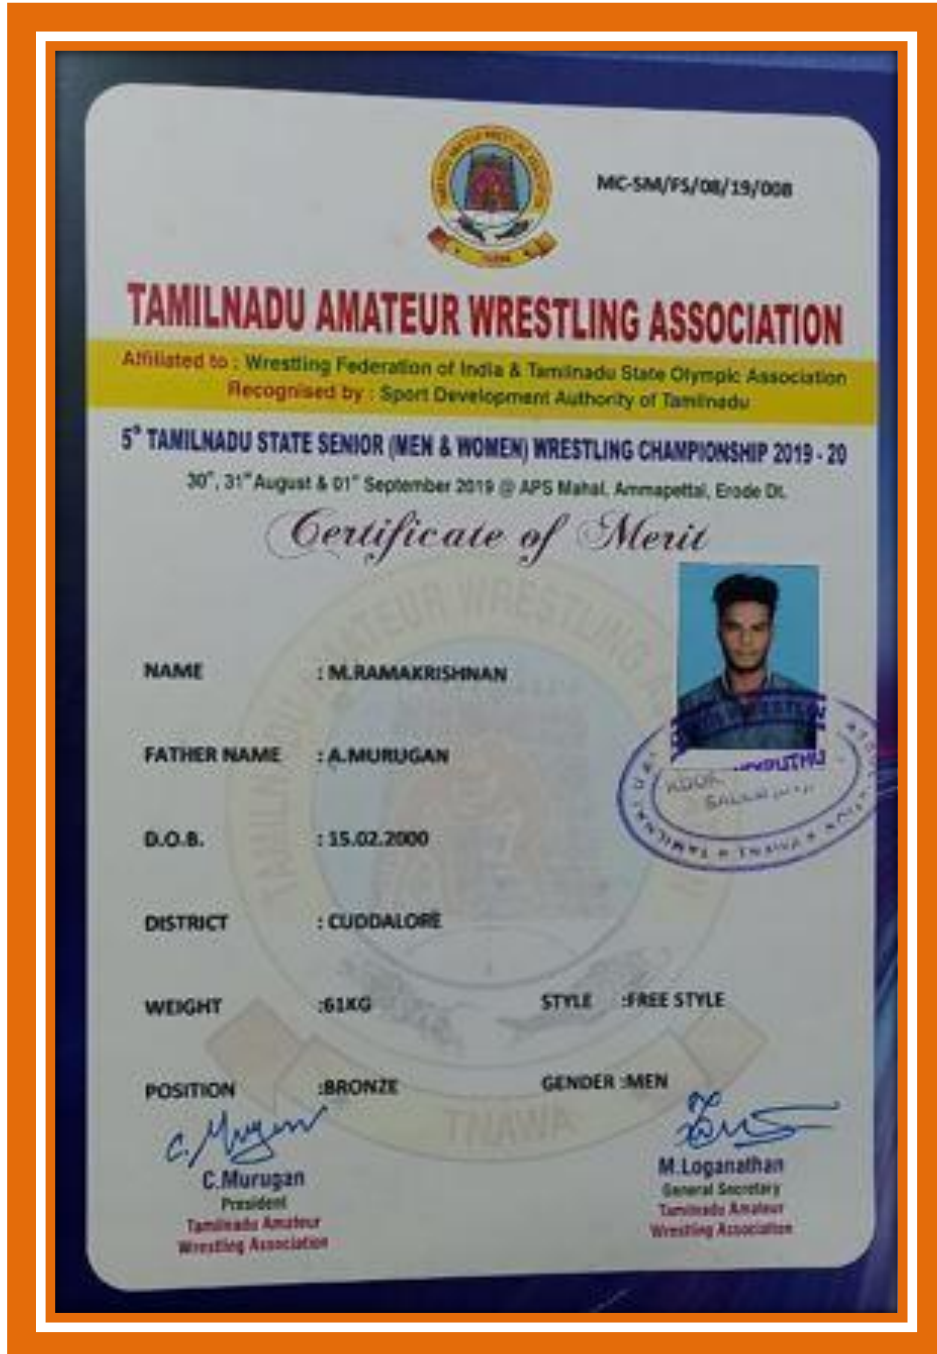 MC-SM/FS/08/19/008
TAMILNADU AMATEUR WRESTLING ASSOCIATION
Affiliated to : Wrestling Federation of India & Tamilnadu State Olympic Association
Recognised by : Sport Development Authority of Tamilnadu
5th TAMILNADU STATE SENIOR (MEN & WOMEN) WRESTLING CHAMPIONSHIP 2019 - 20
30th, 31st August & 01st September 2019 @ APS Mahal, Ammapettai, Erode Dt.
Certificate of Merit
NAME : M.RAMAKRISHNAN
FATHER NAME : A.MURUGAN
D.O.B. : 15.02.2000
DISTRICT : CUDDALORE
WEIGHT :61KG STYLE :FREE STYLE
POSITION :BRONZE GENDER :MEN
TNAWA
C. Murugan
C.Murugan
President
Tamilnadu Amateur
Wrestling Association
M.Loganathan
General Secretary
Tamilnadu Amateur
Wrestling Association